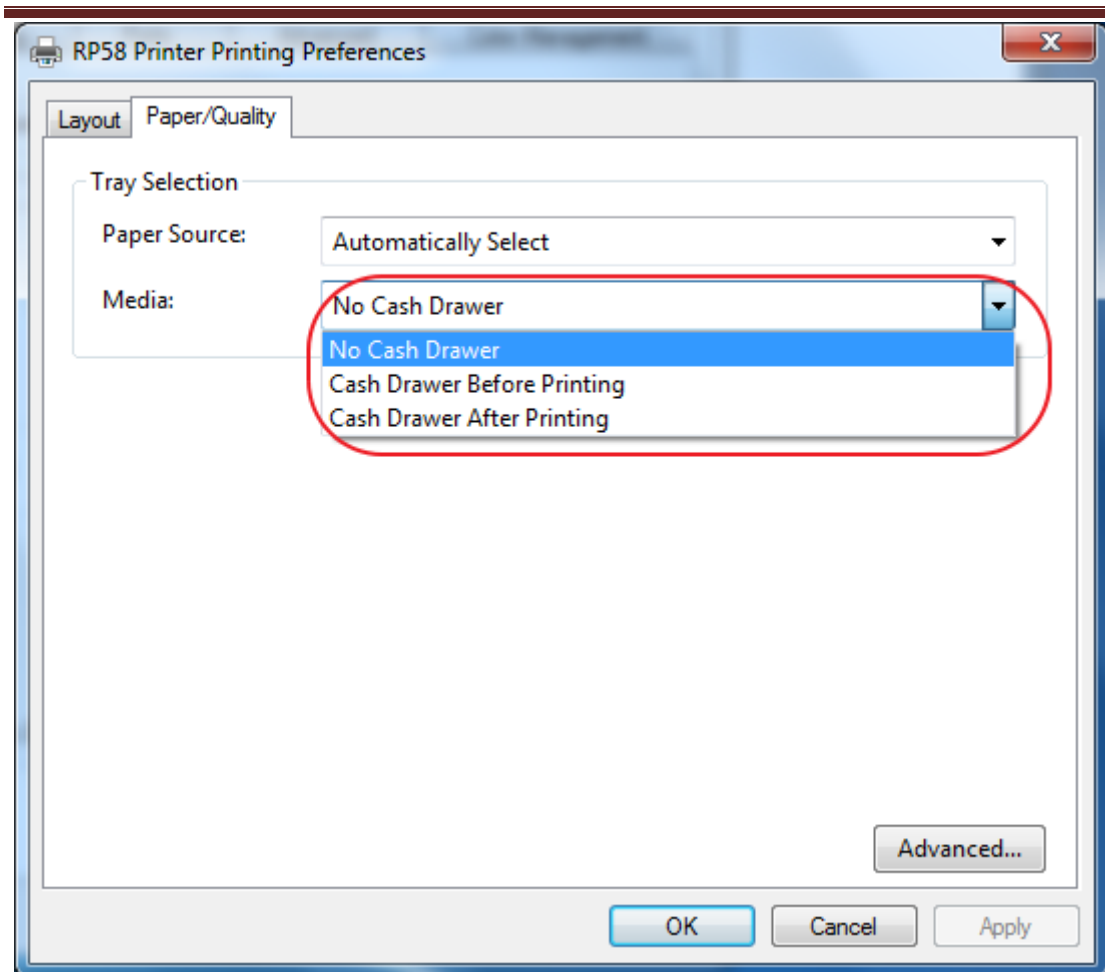 RP58 Printer Printing Preferences
x
Layout Paper/Quality
Tray Selection
Paper Source: Automatically Select
Media: No Cash Drawer
No Cash Drawer
Cash Drawer Before Printing
Cash Drawer After Printing
Advanced...
OK Cancel Apply